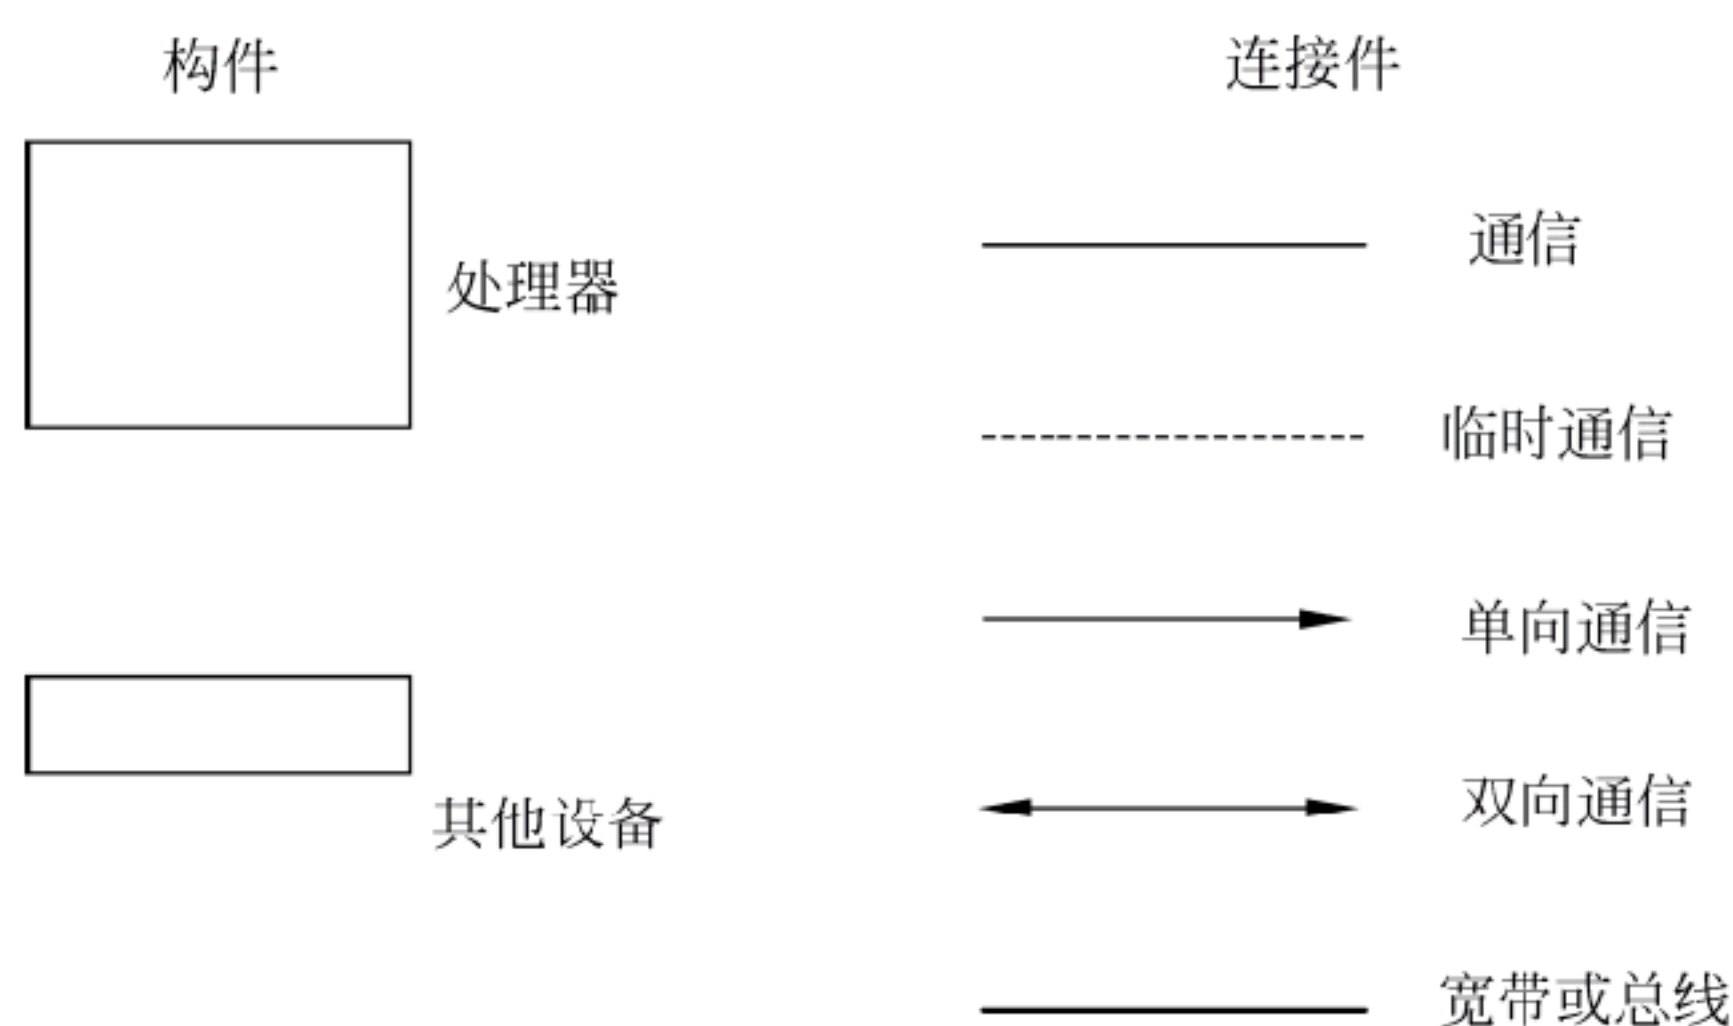 构件
连接件
处理器
通信
临时通信
单向通信
其他设备
双向通信
宽带或总线